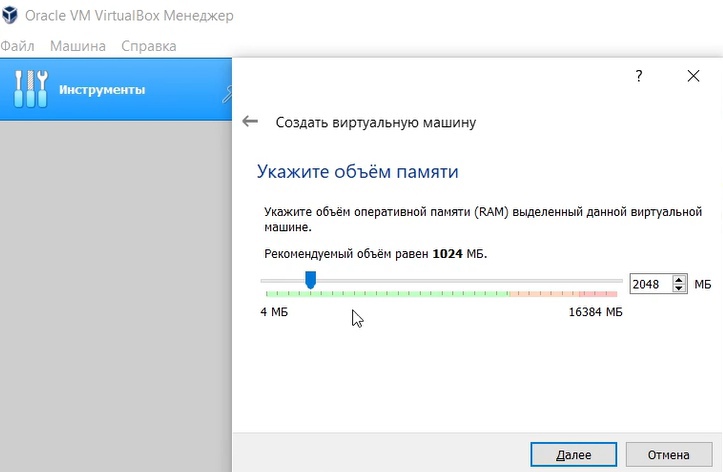 Oracle VM VirtualBox Менеджер
Файл Машина Справка
Инструменты
?
Создать виртуальную машину
Укажите объём памяти
Укажите объём оперативной памяти (RAM) выделенный данной виртуальной
машине.
Рекомендуемый объём равен 1024 МБ.
2048 МБ
4 МБ 16384 МБ
Далее Отмена